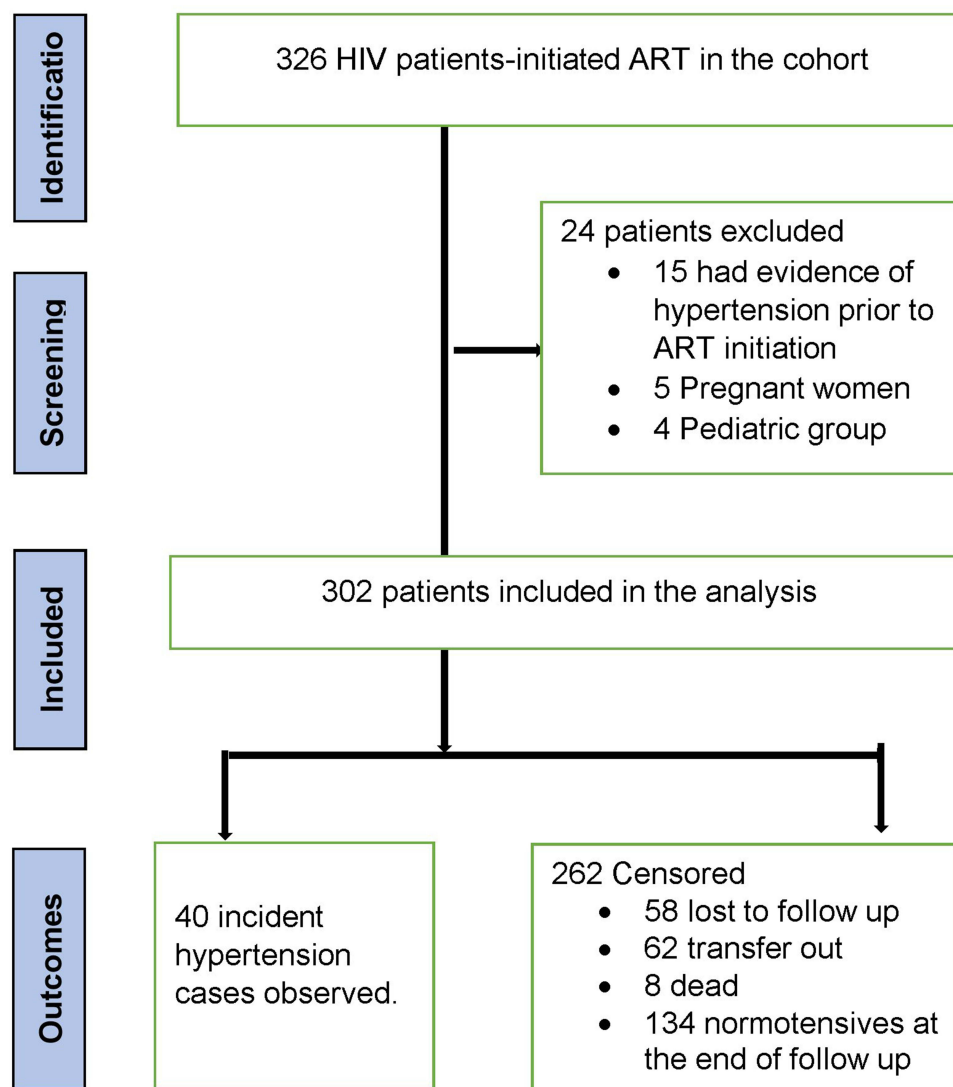 Identificatio
326 HIV patients-initiated ART in the cohort
Screening
24 patients excluded
• 15 had evidence of
hypertension prior to
ART initiation
• 5 Pregnant women
• 4 Pediatric group
Included
302 patients included in the analysis
Outcomes
40 incident
hypertension
cases observed.
262 Censored
• 58 lost to follow up
• 62 transfer out
• 8 dead
• 134 normotensives at
the end of follow up